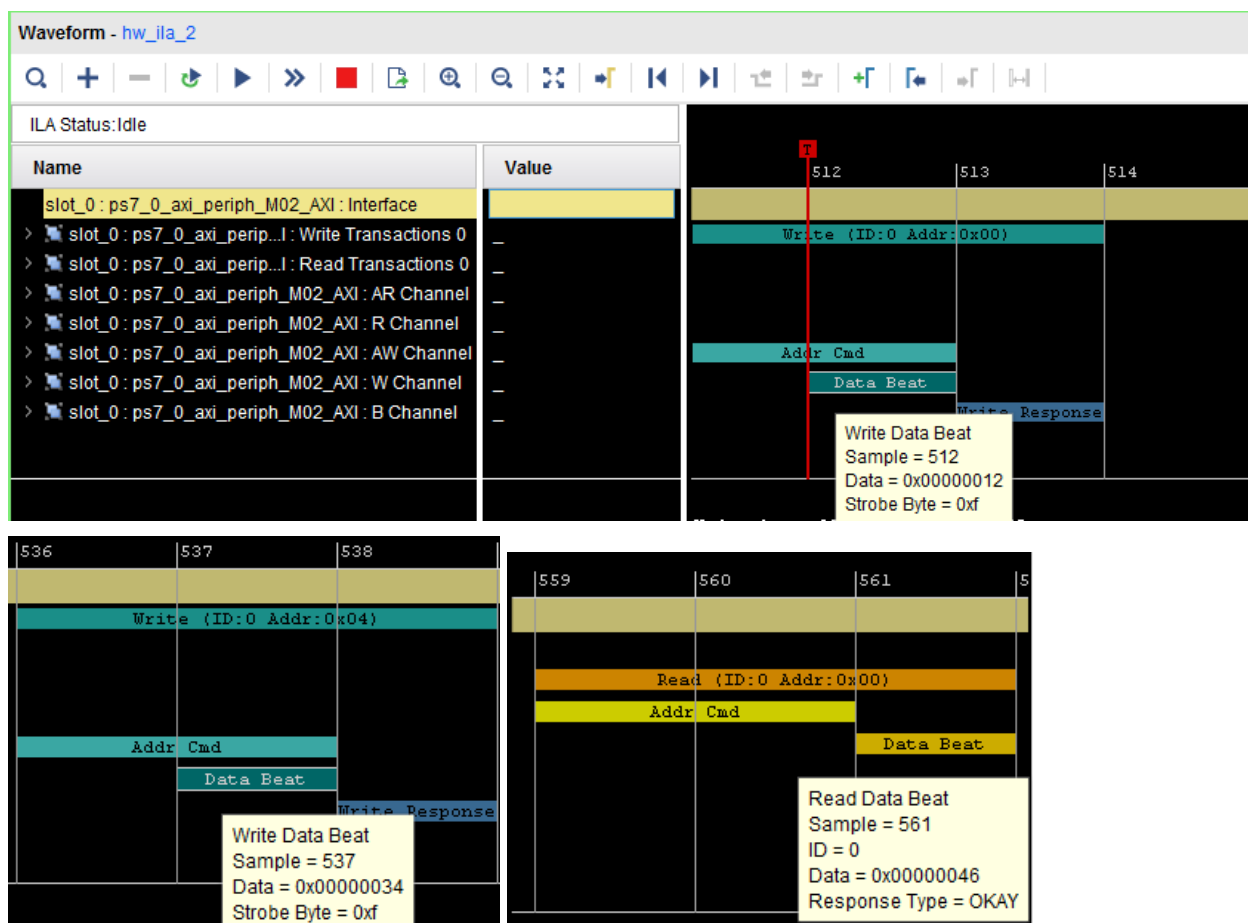 Waveform - hw_ila_2
ILA Status:Idle
Name
Value
slot_0 : ps7_0_axi_periph_M02_AXI : Interface
slot_0 : ps7_0_axi_perip...I : Write Transactions 0
_
slot_0 : ps7_0_axi_perip...I : Read Transactions 0
_
slot_0 : ps7_0_axi_periph_M02_AXI : AR Channel
_
slot_0 : ps7_0_axi_periph_M02_AXI : R Channel
_
slot_0 : ps7_0_axi_periph_M02_AXI : AW Channel
_
slot_0 : ps7_0_axi_periph_M02_AXI : W Channel
_
slot_0 : ps7_0_axi_periph_M02_AXI : B Channel
_
T
512 513 514
Write (ID:0 Addr:0x00)
Addr Cmd
Data Beat
Write Response
Write Data Beat
Sample = 512
Data = 0x00000012
Strobe Byte = 0xf
536 537 538
Write (ID:0 Addr:0x04)
Addr Cmd
Data Beat
Write Response
Write Data Beat
Sample = 537
Data = 0x00000034
Strobe Byte = 0xf
559 560 561 5
Read (ID:0 Addr:0x00)
Addr Cmd
Data Beat
Read Data Beat
Sample = 561
ID = 0
Data = 0x00000046
Response Type = OKAY